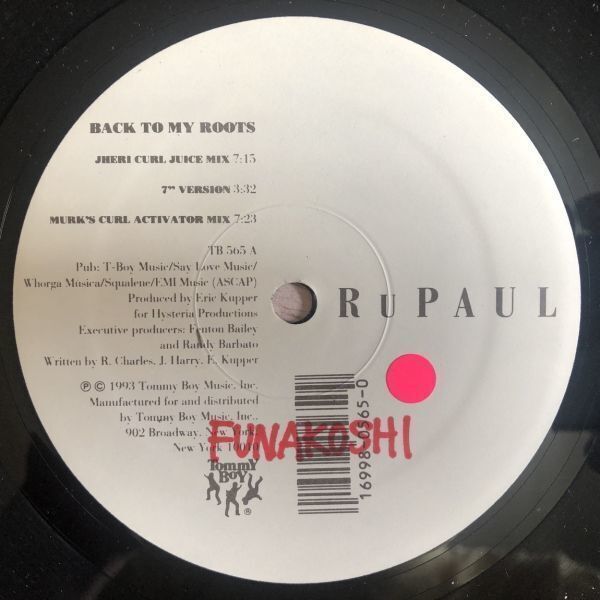 BACK TO MY ROOTS
JHERI CURL JUICE MIX 7:15
7" VERSION 3:32
MURK'S CURL ACTIVATOR MIX 7:23
TB 565 A
Pub: T-Boy Music/Say Love Music/
Whorga Musica/Squalene/EMI Music (ASCAP)
Produced by Eric Kupper
for Hysteria Productions
Executive producers: Fenton Bailey
and Randy Barbato
Written by R. Charles, J. Harry, E. Kupper
℗ © 1993 Tommy Boy Music, Inc.
Manufactured for and distributed
by Tommy Boy Music, Inc.,
902 Broadway, New York,
New York 10010
Tommy
Boy
®
RUPAUL
FUNAKOSHI
16998-0565-0